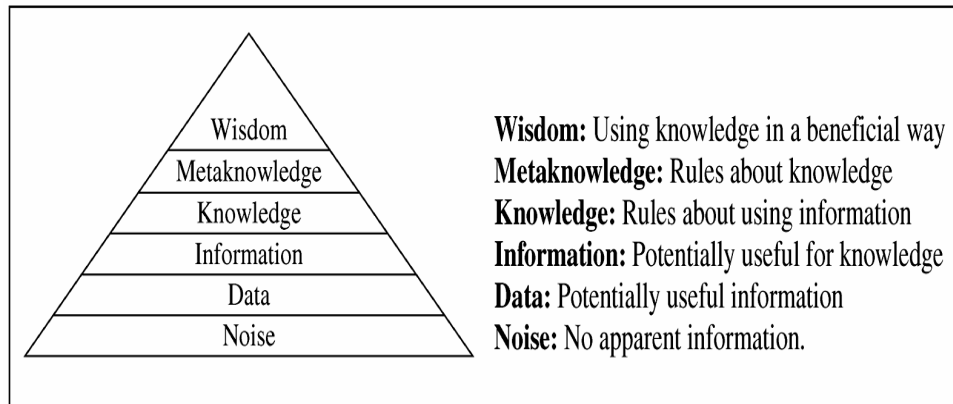 Wisdom
Metaknowledge
Knowledge
Information
Data
Noise
Wisdom: Using knowledge in a beneficial way
Metaknowledge: Rules about knowledge
Knowledge: Rules about using information
Information: Potentially useful for knowledge
Data: Potentially useful information
Noise: No apparent information.